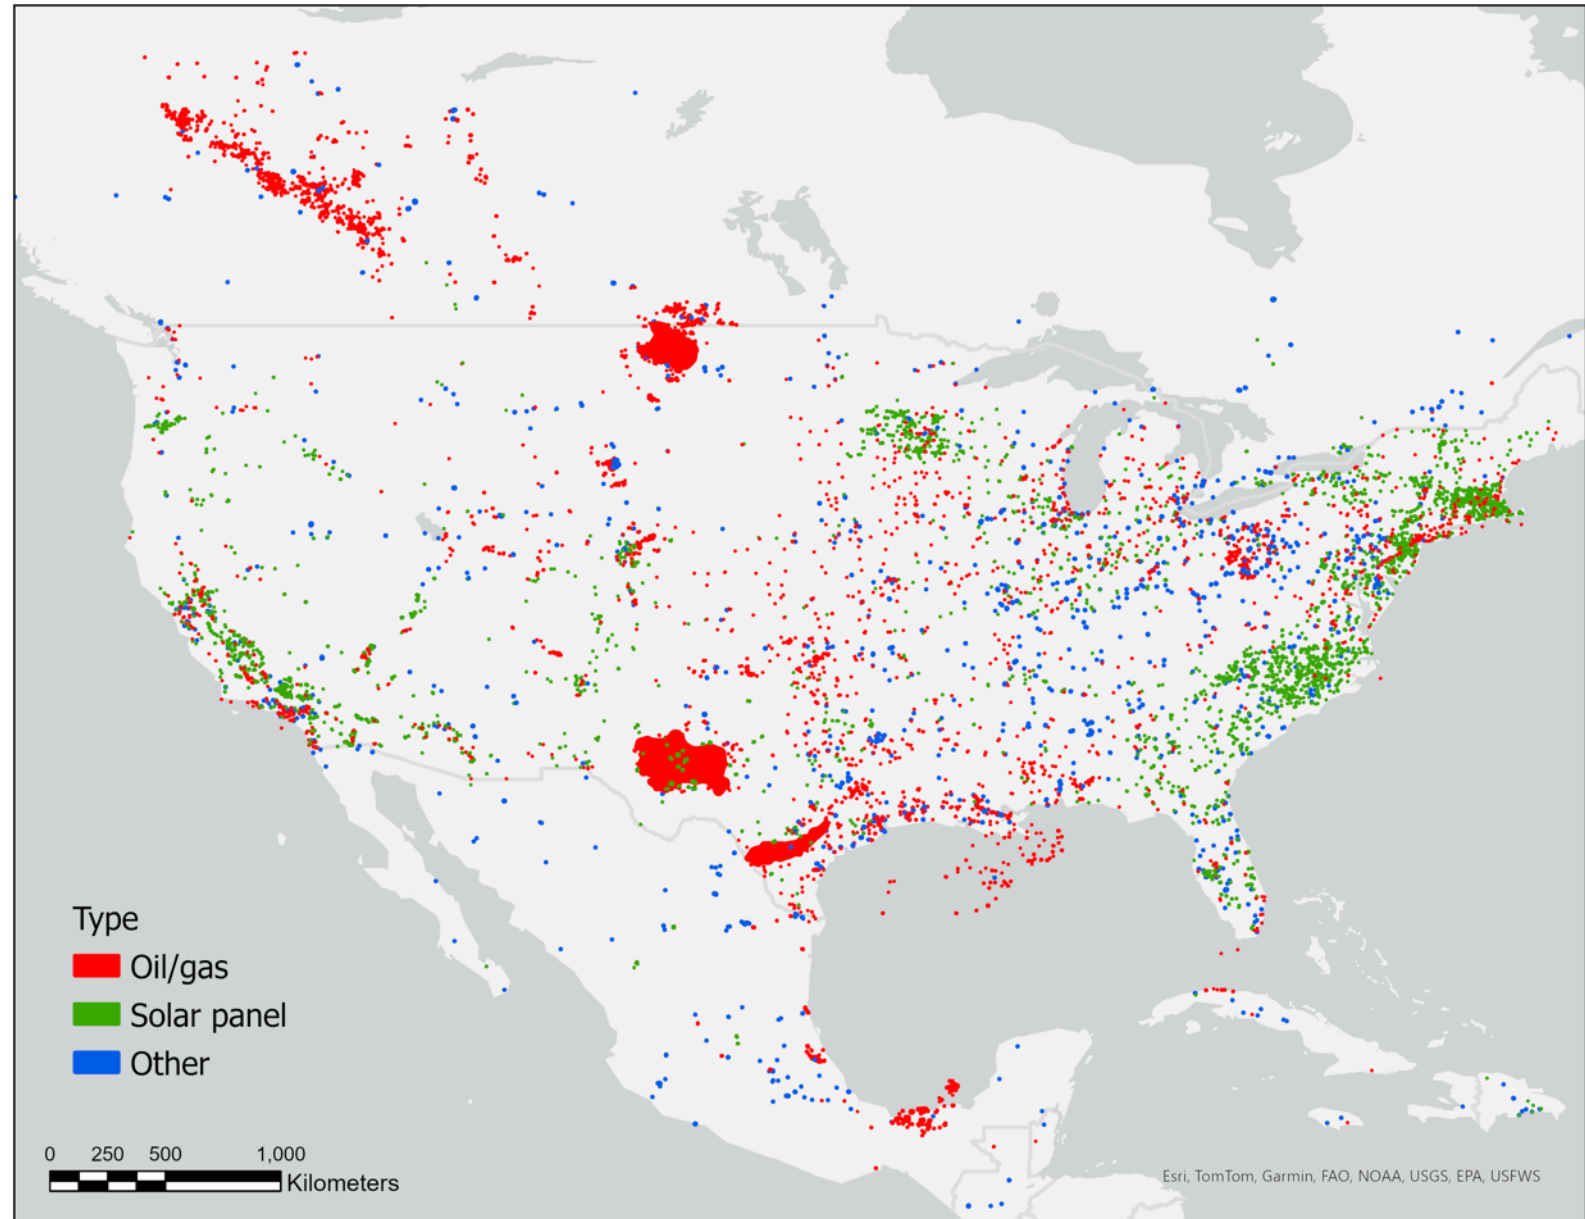 Type
Oil/gas
Solar panel
Other
0 250 500 1,000
Kilometers
Esri, TomTom, Garmin, FAO, NOAA, USGS, EPA, USFWS